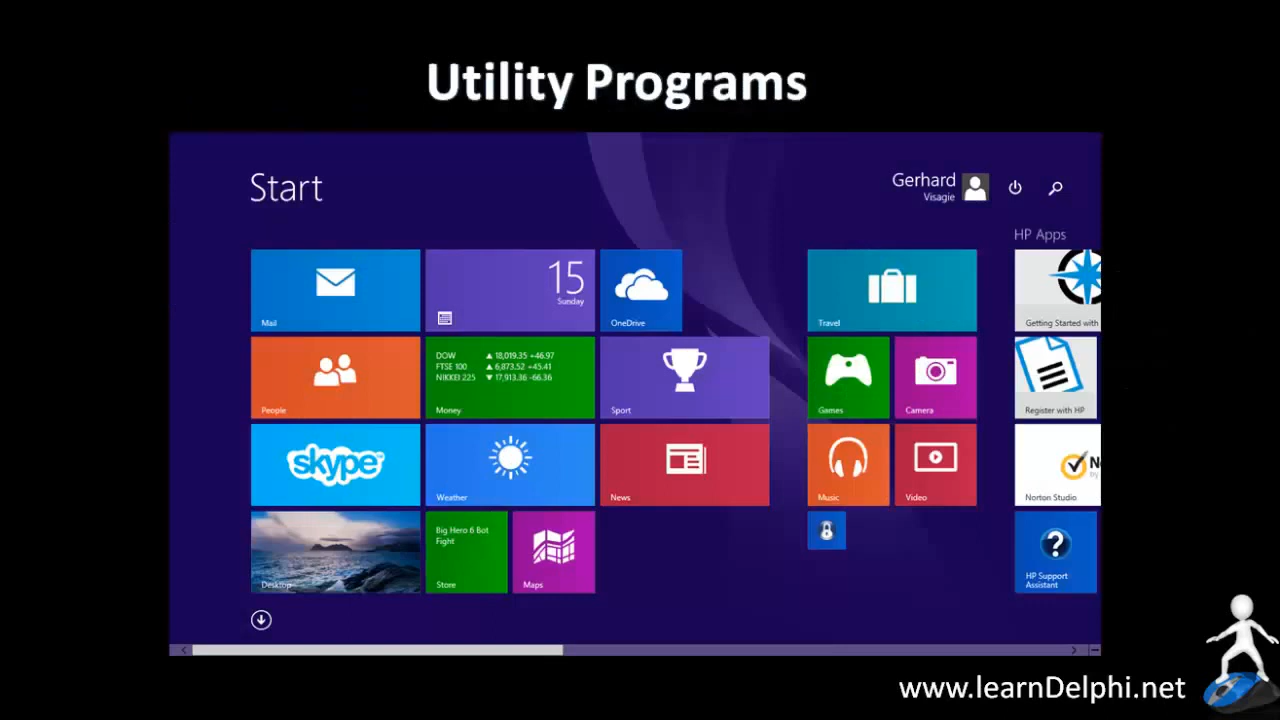 Utility Programs
Start
Gerhard
Visagie
HP Apps
Mail
15
Sunday
OneDrive
Travel
Getting Started with
People
DOW ▲ 18,019.35 +46.97
FTSE 100 ▲ 6,873.52 +45.41
NIKKEI 225 ▼ 17,913.36 -66.36
Money
Sport
Games
Camera
Register with HP
skype
Weather
News
Music
Video
Norton Studio
Desktop
Big Hero 6 Bot
Fight
Store
Maps
HP Support
Assistant
www.learnDelphi.net